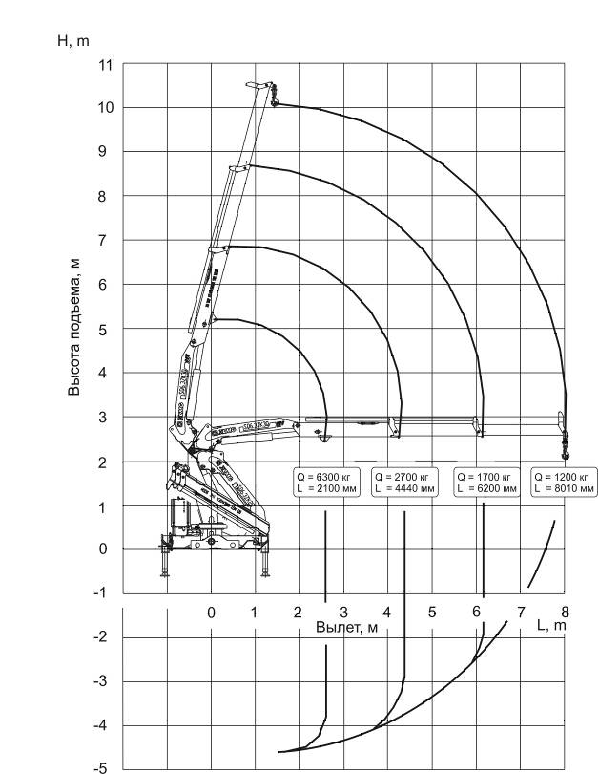 H, m
11
10
9
8
7
6
5
4
3
2
1
0
-1
-2
-3
-4
-5
Высота подъема, м
Q = 6300 кг
L = 2100 мм
Q = 2700 кг
L = 4440 мм
Q = 1700 кг
L = 6200 мм
Q = 1200 кг
L = 8010 мм
0 1 2 3 4 5 6 7 8
Вылет, м
L, m